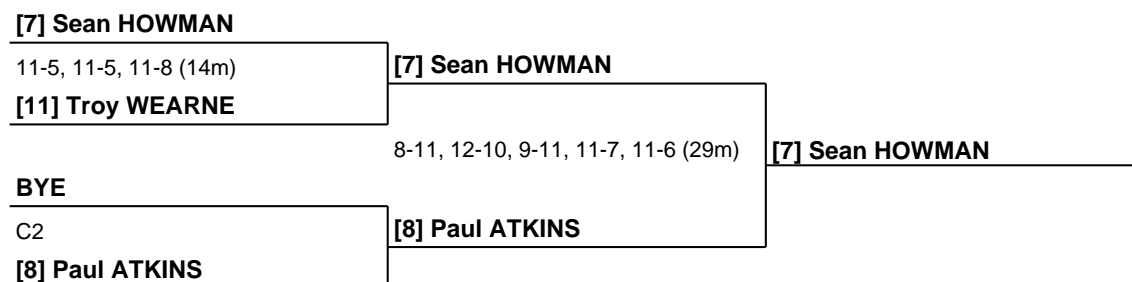 [7] Sean HOWMAN
11-5, 11-5, 11-8 (14m)
[7] Sean HOWMAN
[11] Troy WEARNE
8-11, 12-10, 9-11, 11-7, 11-6 (29m)
[7] Sean HOWMAN
BYE
C2
[8] Paul ATKINS
[8] Paul ATKINS